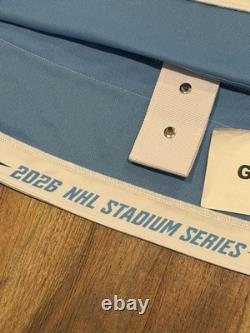 2026 NHL STADIUM SERIES
G